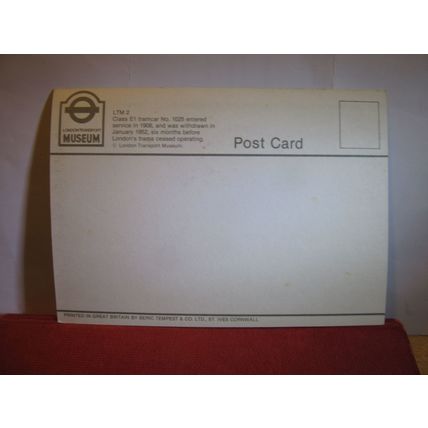 LONDON TRANSPORT
MUSEUM
LTM 2
Class E1 tramcar No. 1025 entered
service in 1908, and was withdrawn in
January 1952, six months before
London's trams ceased operating.
© London Transport Museum.
Post Card
PRINTED IN GREAT BRITAIN BY BERIC TEMPEST & CO. LTD., ST. IVES CORNWALL